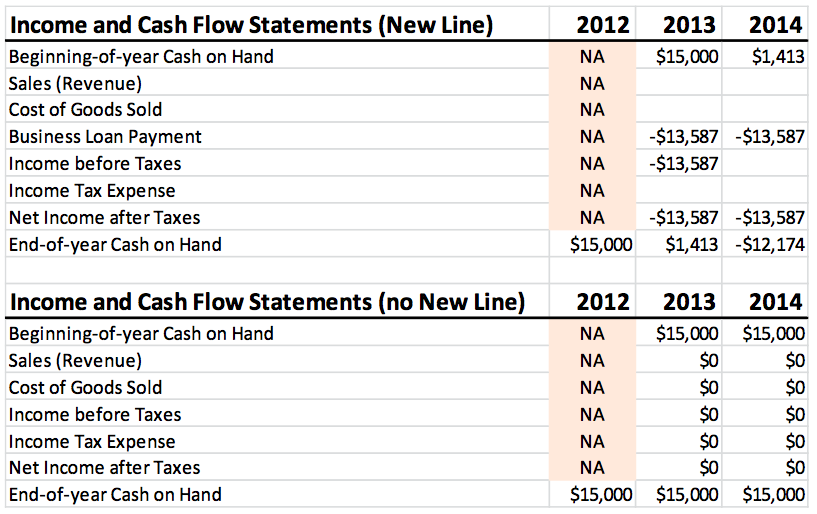 Income and Cash Flow Statements (New Line) 2012 2013 2014
Beginning-of-year Cash on Hand NA $15,000 $1,413
Sales (Revenue) NA
Cost of Goods Sold NA
Business Loan Payment NA -$13,587 -$13,587
Income before Taxes NA -$13,587
Income Tax Expense NA
Net Income after Taxes NA -$13,587 -$13,587
End-of-year Cash on Hand $15,000 $1,413 -$12,174
Income and Cash Flow Statements (no New Line) 2012 2013 2014
Beginning-of-year Cash on Hand NA $15,000 $15,000
Sales (Revenue) NA $0 $0
Cost of Goods Sold NA $0 $0
Income before Taxes NA $0 $0
Income Tax Expense NA $0 $0
Net Income after Taxes NA $0 $0
End-of-year Cash on Hand $15,000 $15,000 $15,000